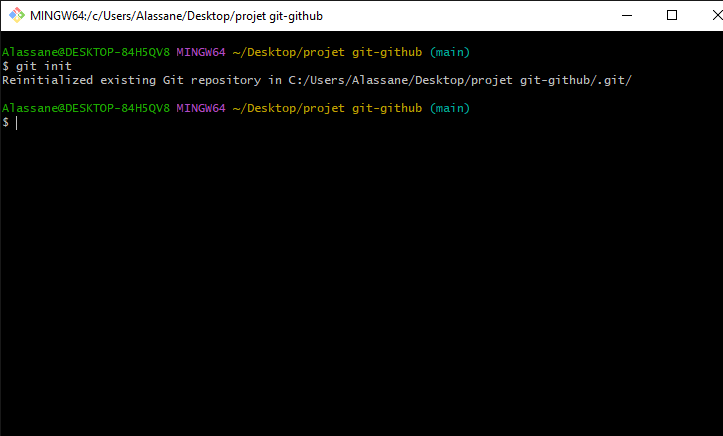 MINGW64:/c/Users/Alassane/Desktop/projet git-github
Alassane@DESKTOP-84H5QV8 MINGW64 ~/Desktop/projet git-github (main)
$ git init
Reinitialized existing Git repository in C:/Users/Alassane/Desktop/projet git-github/.git/
Alassane@DESKTOP-84H5QV8 MINGW64 ~/Desktop/projet git-github (main)
$